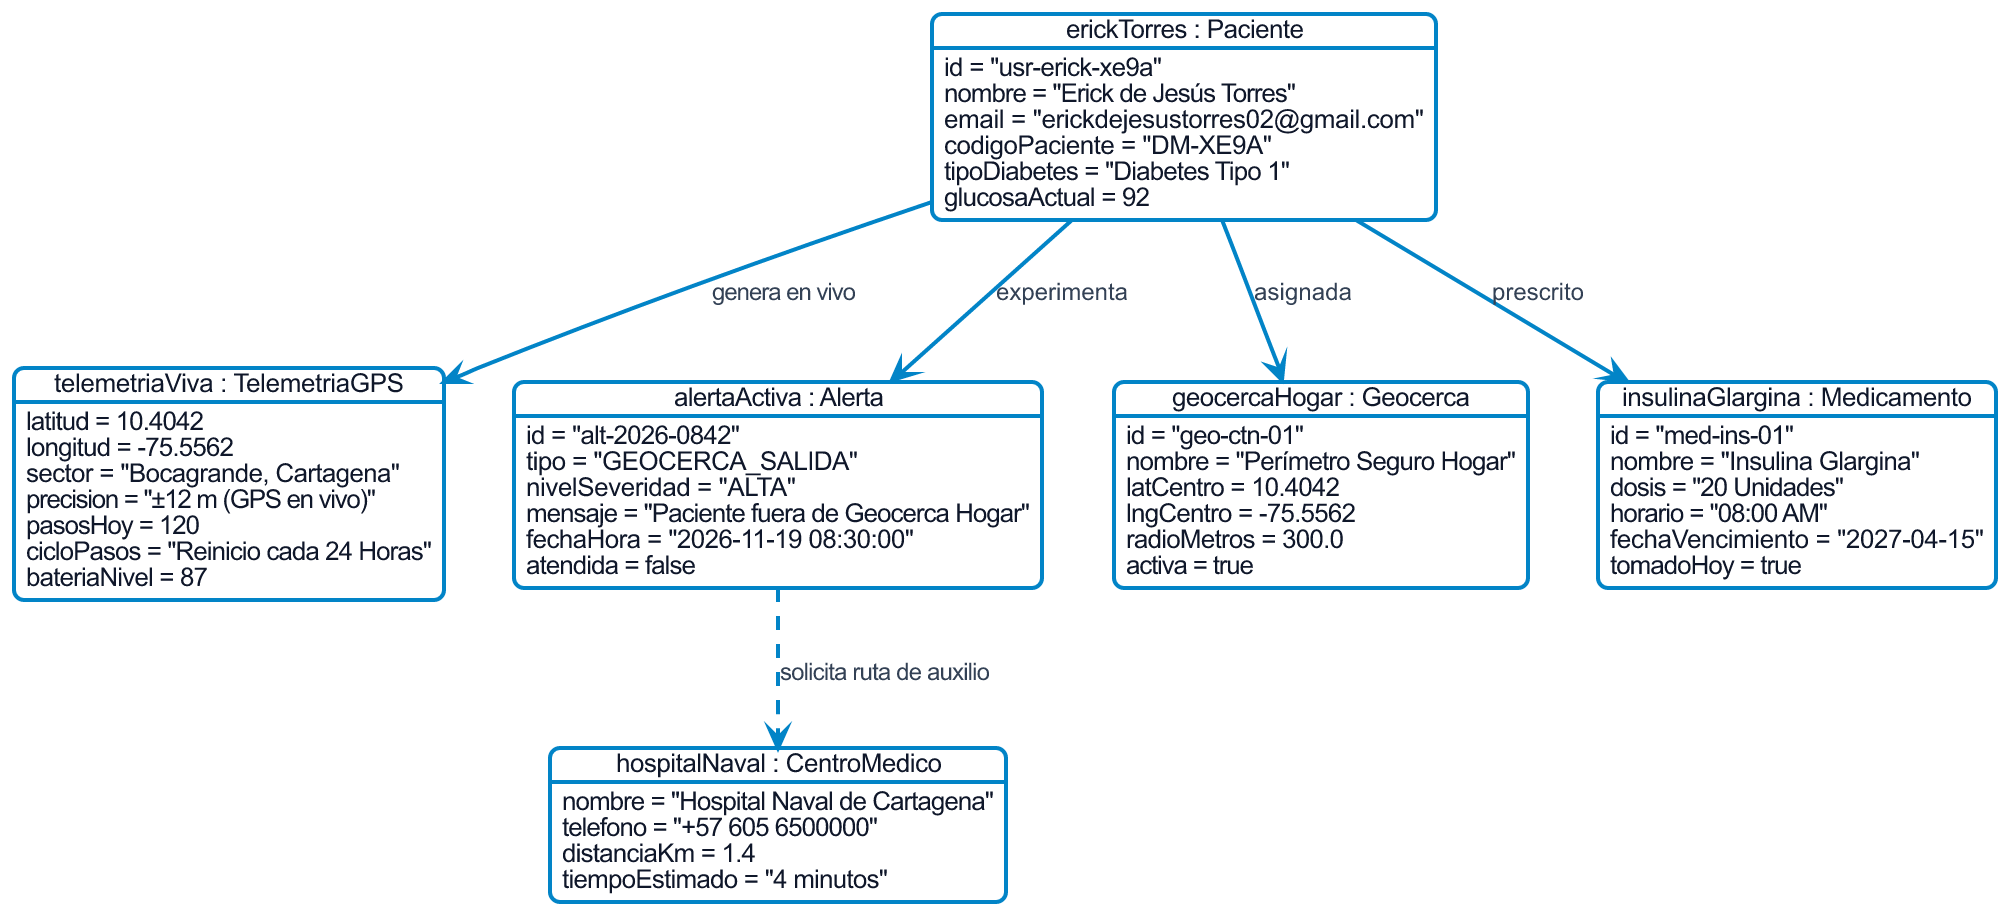 erickTorres : Paciente
id = "usr-erick-xe9a"
nombre = "Erick de Jesús Torres"
email = "erickdejesustorres02@gmail.com"
codigoPaciente = "DM-XE9A"
tipoDiabetes = "Diabetes Tipo 1"
glucosaActual = 92
genera en vivo
experimenta
asignada
prescrito
telemetriaViva : TelemetriaGPS
latitud = 10.4042
longitud = -75.5562
sector = "Bocagrande, Cartagena"
precision = "±12 m (GPS en vivo)"
pasosHoy = 120
cicloPasos = "Reinicio cada 24 Horas"
bateriaNivel = 87
alertaActiva : Alerta
id = "alt-2026-0842"
tipo = "GEOCERCA_SALIDA"
nivelSeveridad = "ALTA"
mensaje = "Paciente fuera de Geocerca Hogar"
fechaHora = "2026-11-19 08:30:00"
atendida = false
geocercaHogar : Geocerca
id = "geo-ctn-01"
nombre = "Perímetro Seguro Hogar"
latCentro = 10.4042
lngCentro = -75.5562
radioMetros = 300.0
activa = true
insulinaGlargina : Medicamento
id = "med-ins-01"
nombre = "Insulina Glargina"
dosis = "20 Unidades"
horario = "08:00 AM"
fechaVencimiento = "2027-04-15"
tomadoHoy = true
solicita ruta de auxilio
hospitalNaval : CentroMedico
nombre = "Hospital Naval de Cartagena"
telefono = "+57 605 6500000"
distanciaKm = 1.4
tiempoEstimado = "4 minutos"